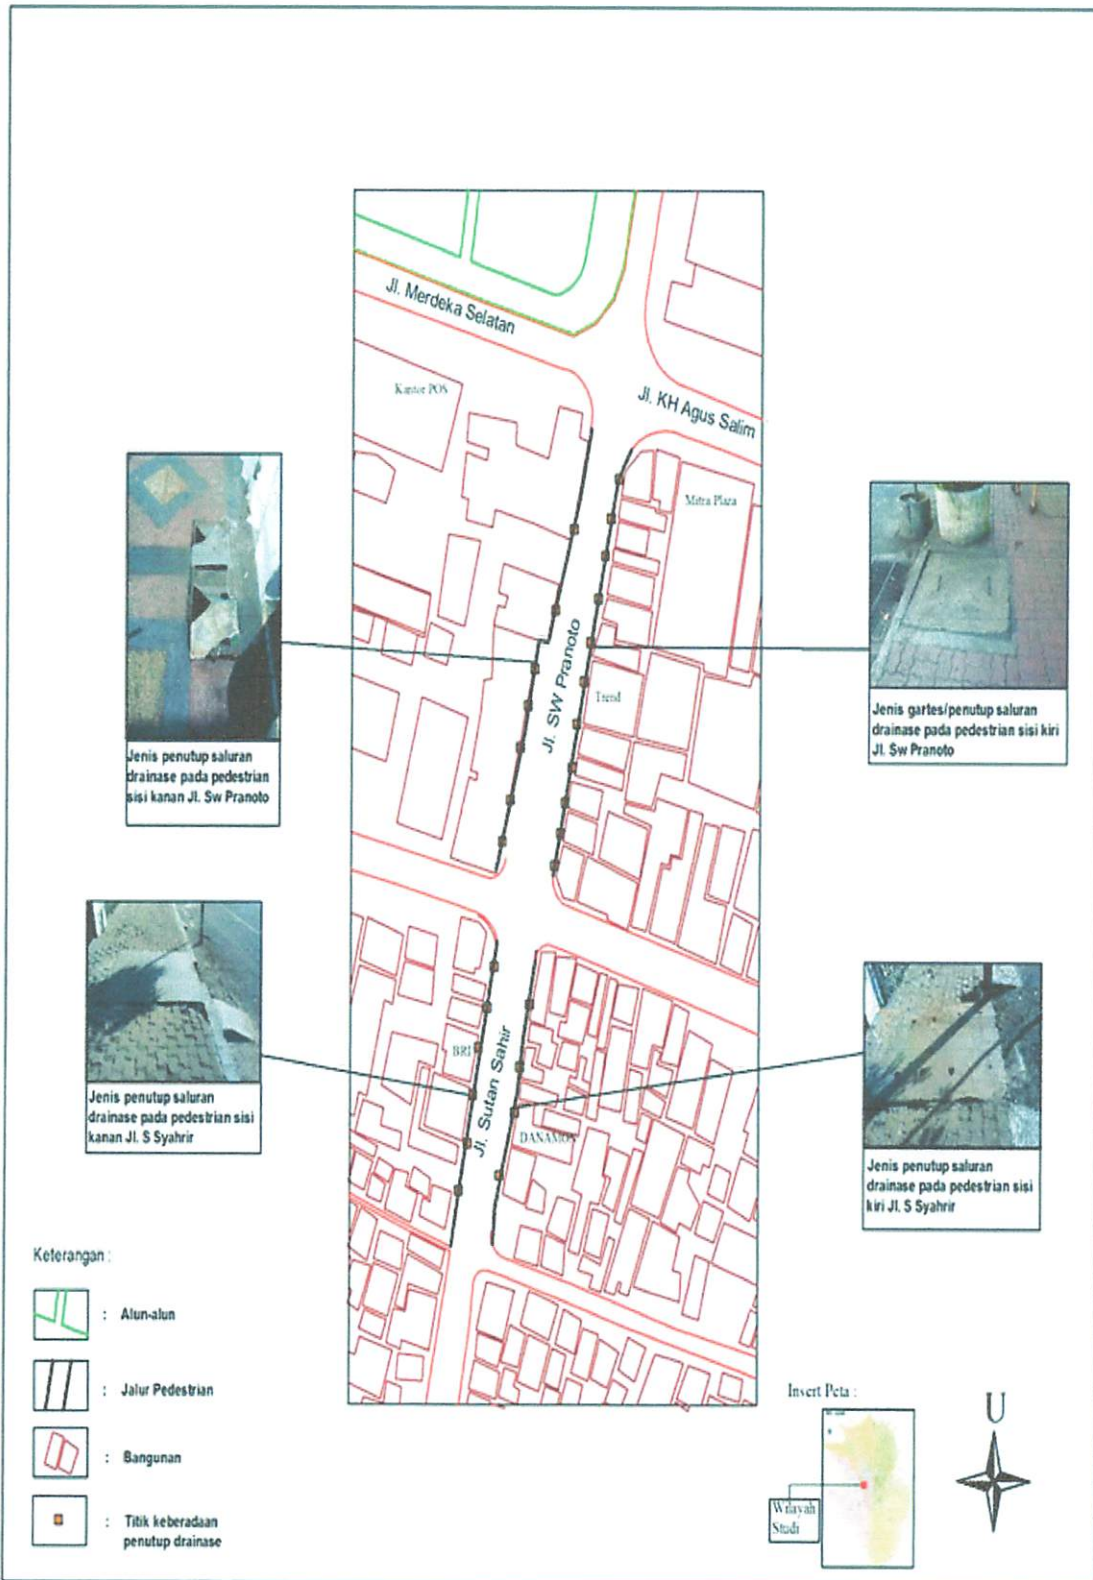 Jl. Merdeka Selatan
Kantor POS
Jl. KH Agus Salim
Mitra Plaza
Jl. SW Pranoto
Trend
Jenis penutup saluran
drainase pada pedestrian
sisi kanan Jl. Sw Pranoto
Jenis gartes/penutup saluran
drainase pada pedestrian sisi kiri
Jl. Sw Pranoto
BRI
Jl. Sutan Sahir
DANAMON
Jenis penutup saluran
drainase pada pedestrian sisi
kanan Jl. S Syahrir
Jenis penutup saluran
drainase pada pedestrian sisi
kiri Jl. S Syahrir
Keterangan :
: Alun-alun
: Jalur Pedestrian
: Bangunan
: Titik keberadaan
penutup drainase
Insert Peta :
Wilayah
Studi
U